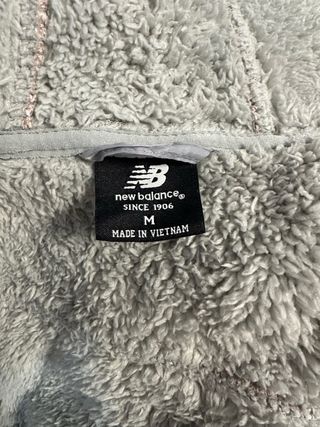 NB
new balance®
SINCE 1906
M
MADE IN VIETNAM